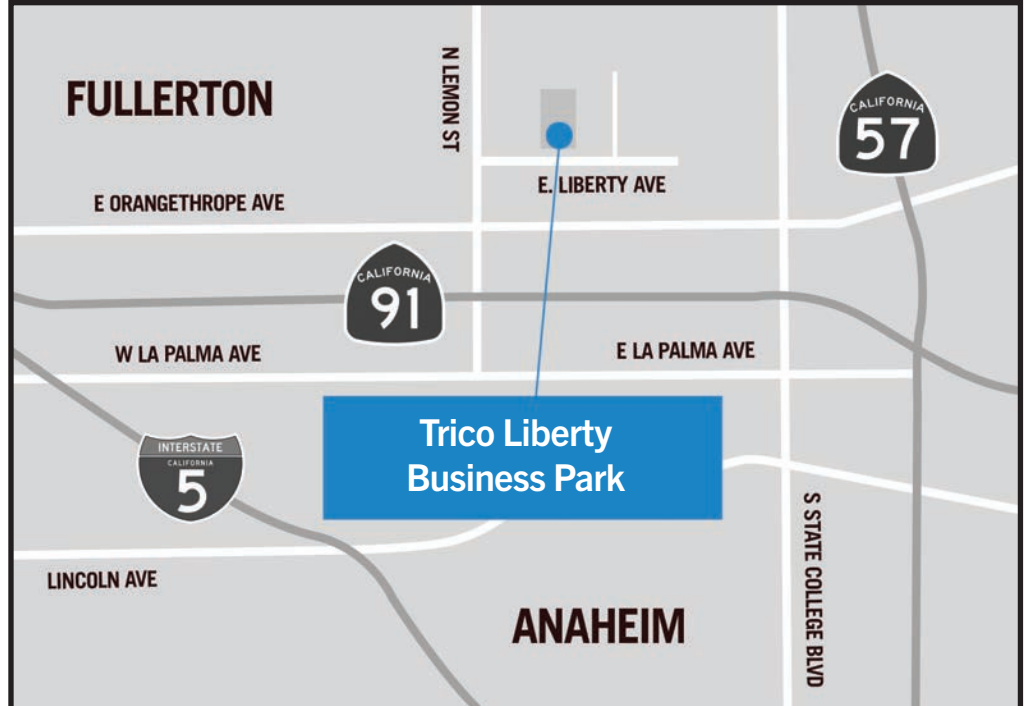 FULLERTON
N LEMON ST
CALIFORNIA
57
E. LIBERTY AVE
E ORANGETHROPE AVE
CALIFORNIA
91
W LA PALMA AVE
E LA PALMA AVE
Trico Liberty
Business Park
INTERSTATE
CALIFORNIA
5
LINCOLN AVE
ANAHEIM
S STATE COLLEGE BLVD